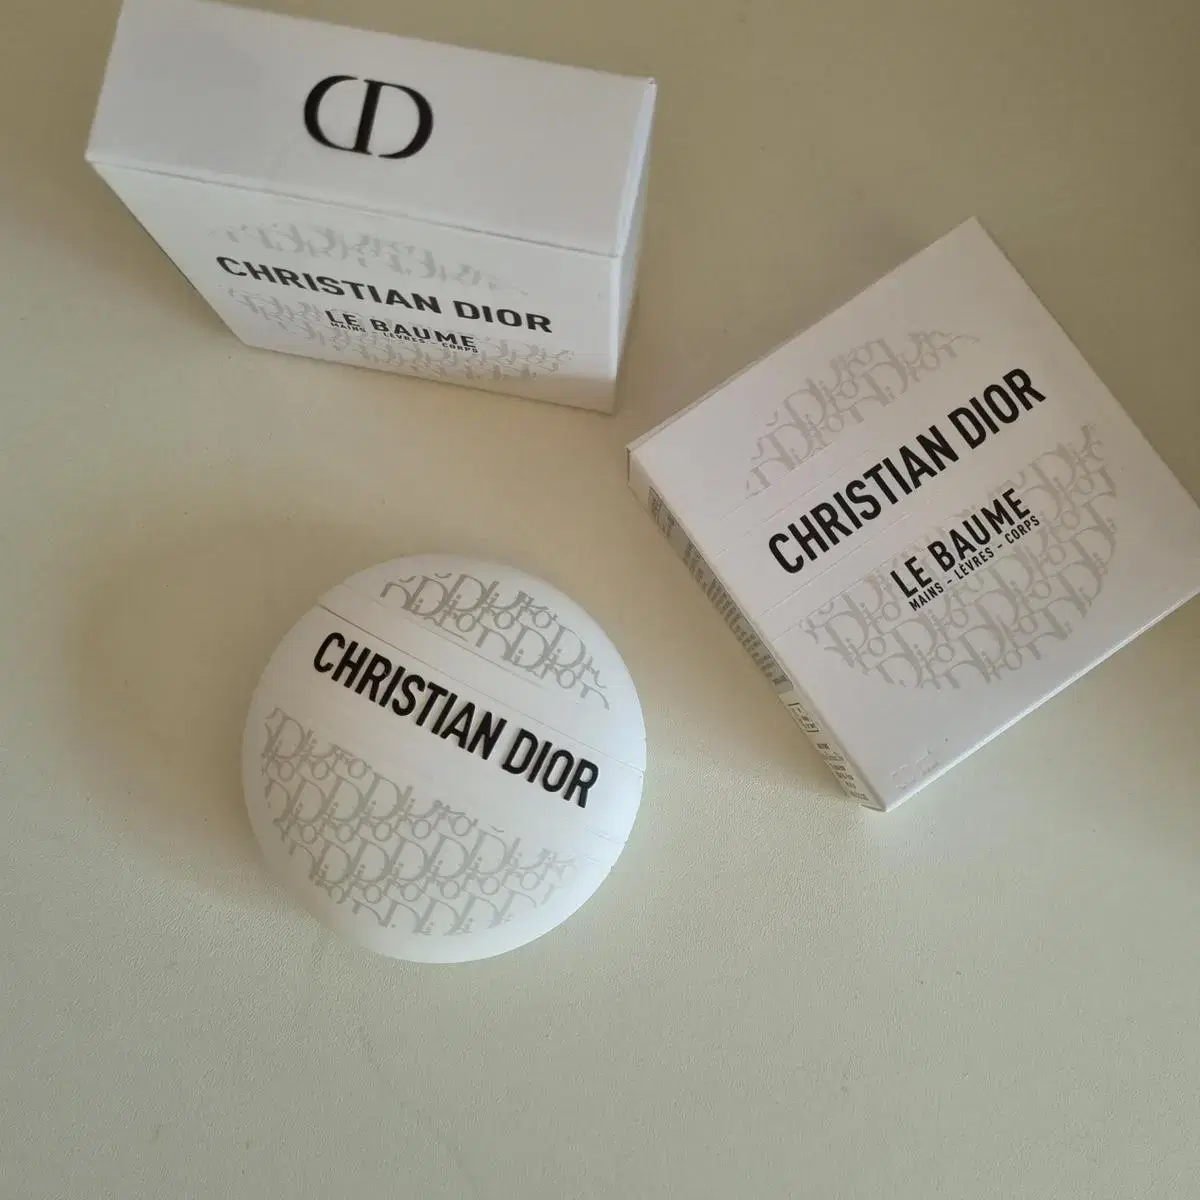 CD
CHRISTIAN DIOR
LE BAUME
MAINS - LÈVRES - CORPS
CHRISTIAN DIOR
LE BAUME
MAINS - LÈVRES - CORPS
CHRISTIAN DIOR